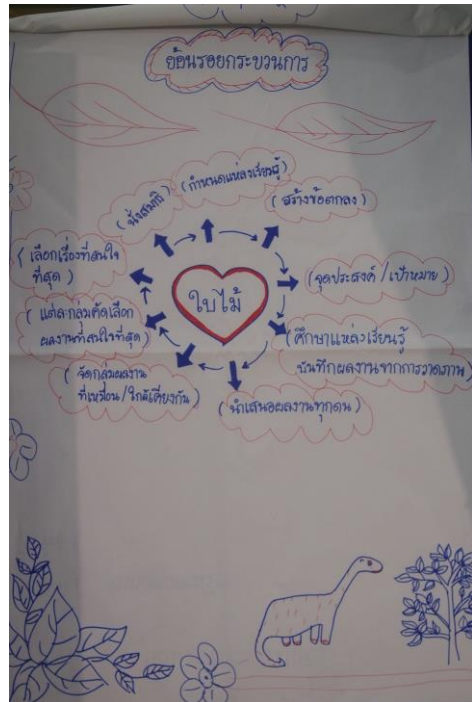 ย้อนรอยกระบวนการ
(นั่งสมาธิ)
(กำหนดแหล่งเรียนรู้)
(สร้างข้อตกลง)
(จุดประสงค์/เป้าหมาย)
(ศึกษาแหล่งเรียนรู้
บันทึกผลงานจากการวาดภาพ)
(นำเสนอผลงานทุกคน)
(จัดกลุ่มผลงาน
ที่เหมือน/ใกล้เคียงกัน)
(แต่ละกลุ่มคัดเลือก
ผลงานที่สนใจที่สุด)
(เลือกเรื่องที่สนใจ
ที่สุด)
ใบไม้